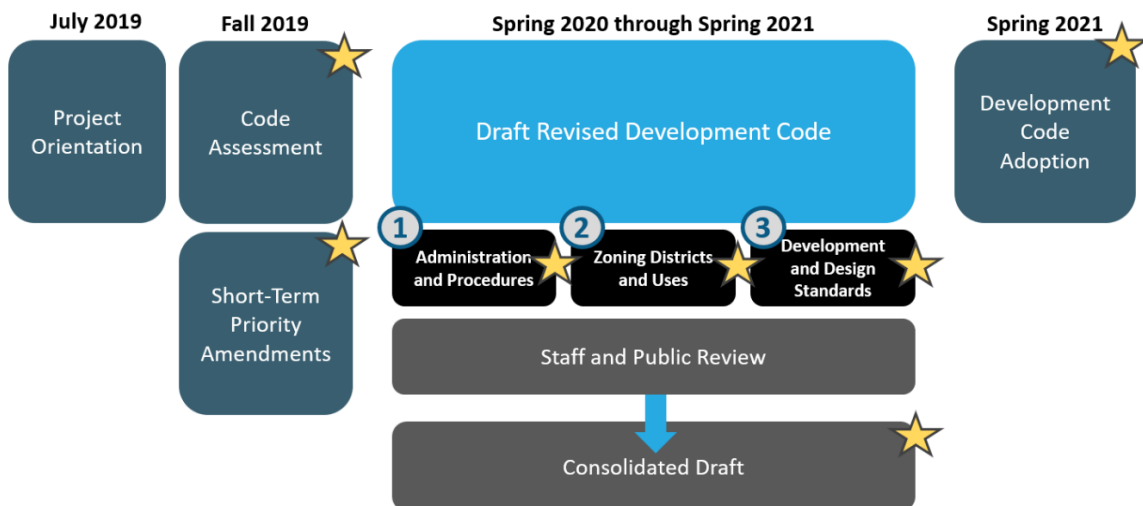 July 2019
Fall 2019
Spring 2020 through Spring 2021
Spring 2021
Project
Orientation
Code
Assessment
Draft Revised Development Code
Development
Code
Adoption
Short-Term
Priority
Amendments
1
Administration
and Procedures
2
Zoning Districts
and Uses
3
Development
and Design
Standards
Staff and Public Review
Consolidated Draft